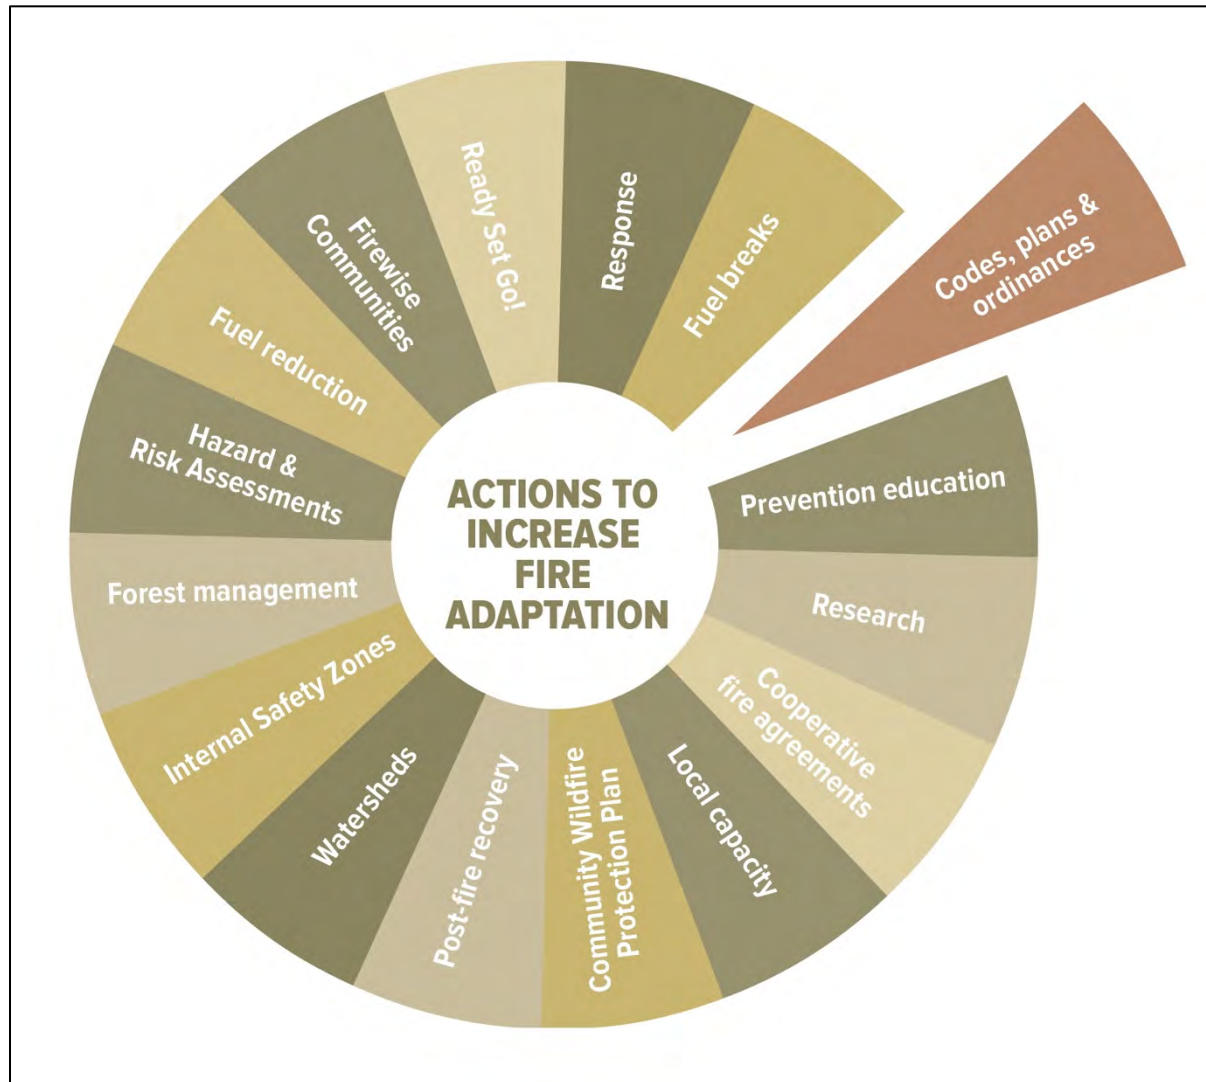 ACTIONS TO
INCREASE
FIRE
ADAPTATION
Ready Set Go!
Response
Fuel breaks
Codes, plans &
ordinances
Prevention education
Research
Cooperative
fire agreements
Local capacity
Community Wildfire
Protection Plan
Post-fire recovery
Watersheds
Internal Safety Zones
Forest management
Hazard &
Risk Assessments
Fuel reduction
Firewise
Communities